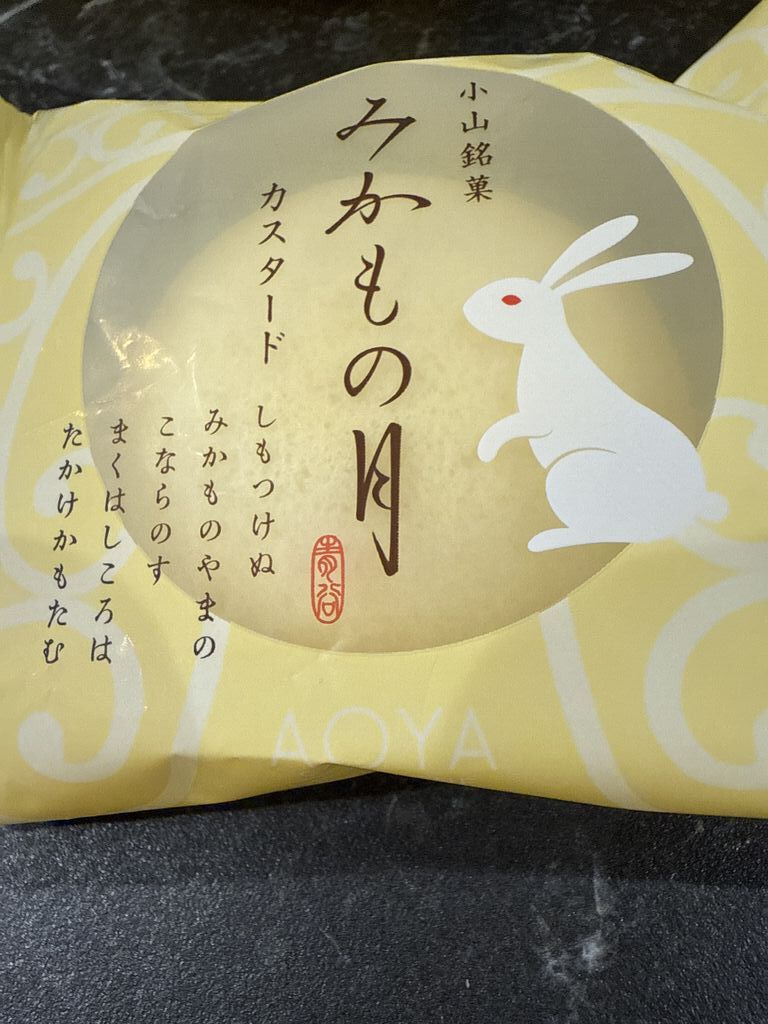 小山銘菓
みかもの月
カスタード
しもつけぬ
みかものやまの
こならのす
まくはしころは
たかけかもたむ
青谷
AOYA